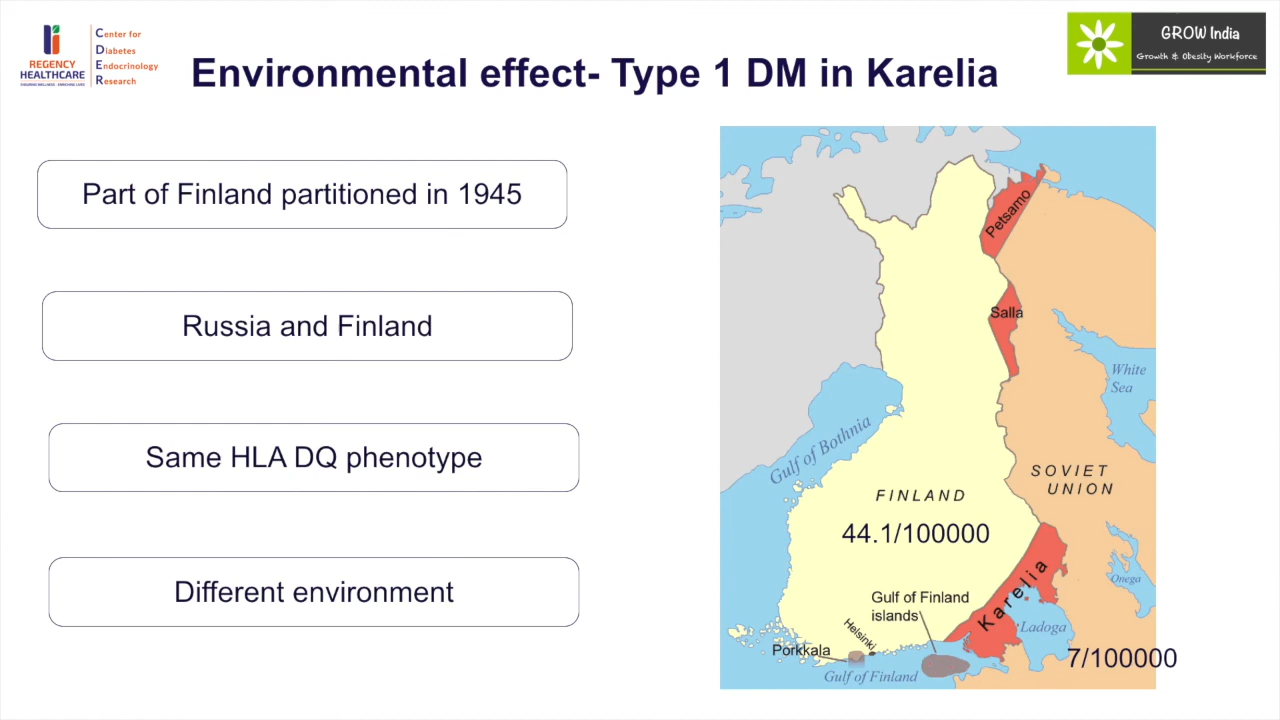 REGENCY
HEALTHCARE
Center for
Diabetes
Endocrinology
Research
GROW India
Growth & Obesity Workforce
Environmental effect- Type 1 DM in Karelia
Part of Finland partitioned in 1945
Russia and Finland
Same HLA DQ phenotype
Different environment
Petsamo
Salla
White
Sea
Gulf of Bothnia
SOVIET
UNION
FINLAND
44.1/100000
Karelia
Onega
Gulf of Finland
islands
Ladoga
Helsinki
Porkkala
Gulf of Finland
7/100000